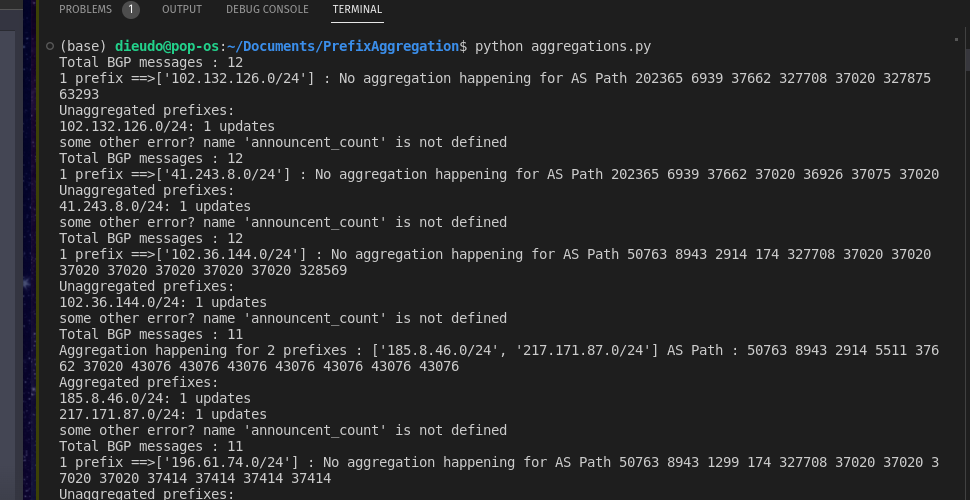 PROBLEMS 1 OUTPUT DEBUG CONSOLE TERMINAL
(base) dieudo@pop-os:~/Documents/PrefixAggregation$ python aggregations.py
Total BGP messages : 12
1 prefix ==>['102.132.126.0/24'] : No aggregation happening for AS Path 202365 6939 37662 327708 37020 327875
63293
Unaggregated prefixes:
102.132.126.0/24: 1 updates
some other error? name 'announcent_count' is not defined
Total BGP messages : 12
1 prefix ==>['41.243.8.0/24'] : No aggregation happening for AS Path 202365 6939 37662 37020 36926 37075 37020
Unaggregated prefixes:
41.243.8.0/24: 1 updates
some other error? name 'announcent_count' is not defined
Total BGP messages : 12
1 prefix ==>['102.36.144.0/24'] : No aggregation happening for AS Path 50763 8943 2914 174 327708 37020 37020
37020 37020 37020 37020 37020 328569
Unaggregated prefixes:
102.36.144.0/24: 1 updates
some other error? name 'announcent_count' is not defined
Total BGP messages : 11
Aggregation happening for 2 prefixes : ['185.8.46.0/24', '217.171.87.0/24'] AS Path : 50763 8943 2914 5511 376
62 37020 43076 43076 43076 43076 43076 43076 43076
Aggregated prefixes:
185.8.46.0/24: 1 updates
217.171.87.0/24: 1 updates
some other error? name 'announcent_count' is not defined
Total BGP messages : 11
1 prefix ==>['196.61.74.0/24'] : No aggregation happening for AS Path 50763 8943 1299 174 327708 37020 37020 3
7020 37020 37414 37414 37414 37414
Unaggregated prefixes: